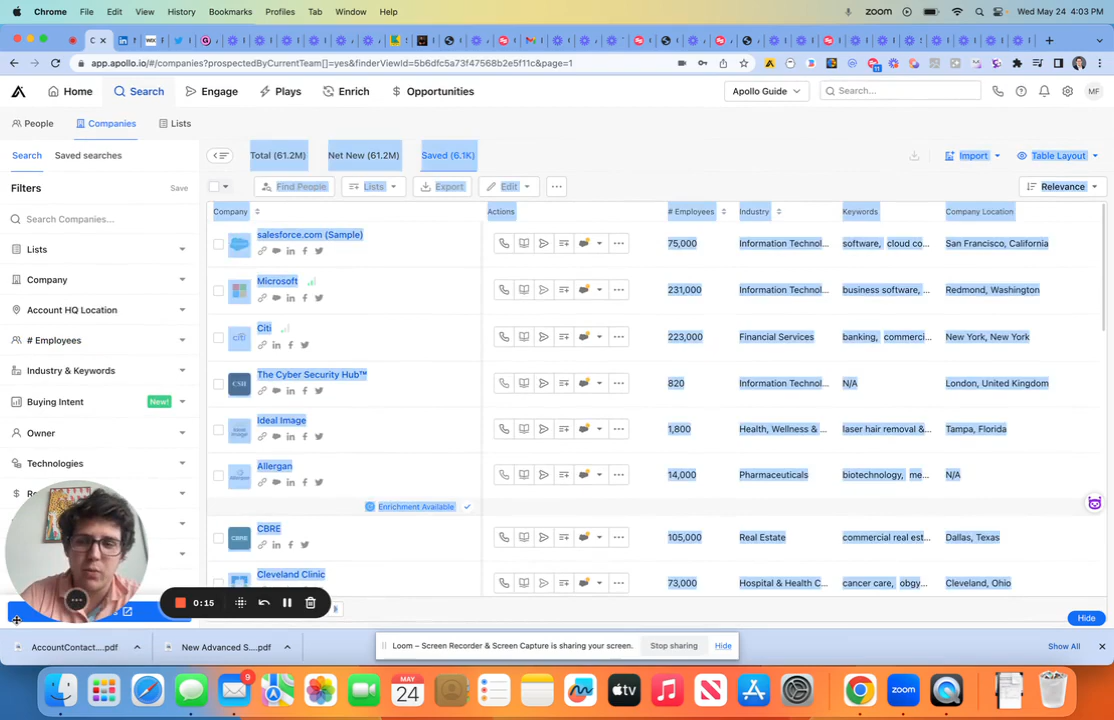 Chrome File Edit View History Bookmarks Profiles Tab Window Help zoom Wed May 24 4:03 PM
app.apollo.io/#/companies?prospectedByCurrentTeam[]=yes&finderViewId=5b6dfc5a73f47568b2e5f11c&page=1 11
Home Search Engage Plays Enrich Opportunities Apollo Guide Search... MF
People Companies Lists
Search Saved searches Total (61.2M) Net New (61.2M) Saved (6.1K) Import Table Layout
Filters Save Find People Lists Export Edit Relevance
Search Companies... Company Actions # Employees Industry Keywords Company Location
Lists
Company
Account HQ Location
# Employees
Industry & Keywords
Buying Intent New!
Owner
Technologies
salesforce.com (Sample) 75,000 Information Technol... software, cloud co... San Francisco, California
Microsoft 231,000 Information Technol... business software, ... Redmond, Washington
Citi 223,000 Financial Services banking, commerci... New York, New York
CSH The Cyber Security Hub™ 820 Information Technol... N/A London, United Kingdom
Ideal Image 1,800 Health, Wellness & ... laser hair removal &... Tampa, Florida
Allergan 14,000 Pharmaceuticals biotechnology, me... N/A
Enrichment Available
CBRE CBRE 105,000 Real Estate commercial real est... Dallas, Texas
Cleveland Clinic 73,000 Hospital & Health C... cancer care, obgy... Cleveland, Ohio
0:15
Hide
AccountContact....pdf New Advanced S....pdf Loom – Screen Recorder & Screen Capture is sharing your screen. Stop sharing Hide Show All
9 MAY 24 tv zoom